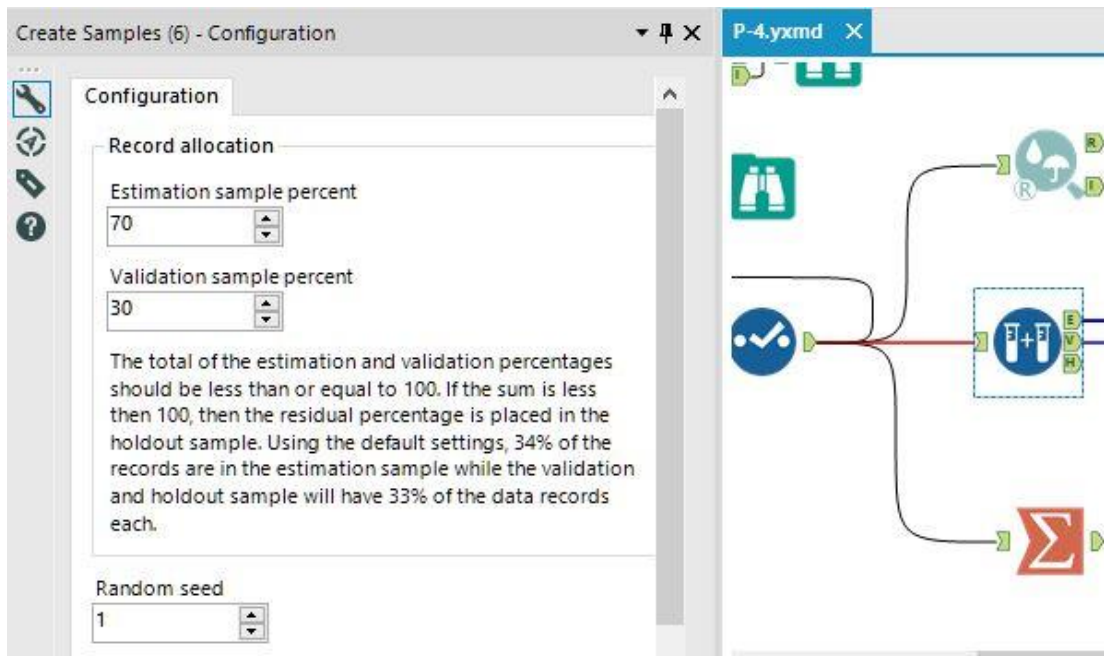 Create Samples (6) - Configuration
P-4.yxmd
Configuration
Record allocation
Estimation sample percent
70
Validation sample percent
30
The total of the estimation and validation percentages
should be less than or equal to 100. If the sum is less
then 100, then the residual percentage is placed in the
holdout sample. Using the default settings, 34% of the
records are in the estimation sample while the validation
and holdout sample will have 33% of the data records
each.
Random seed
1
I
R
I
R
E
V
H